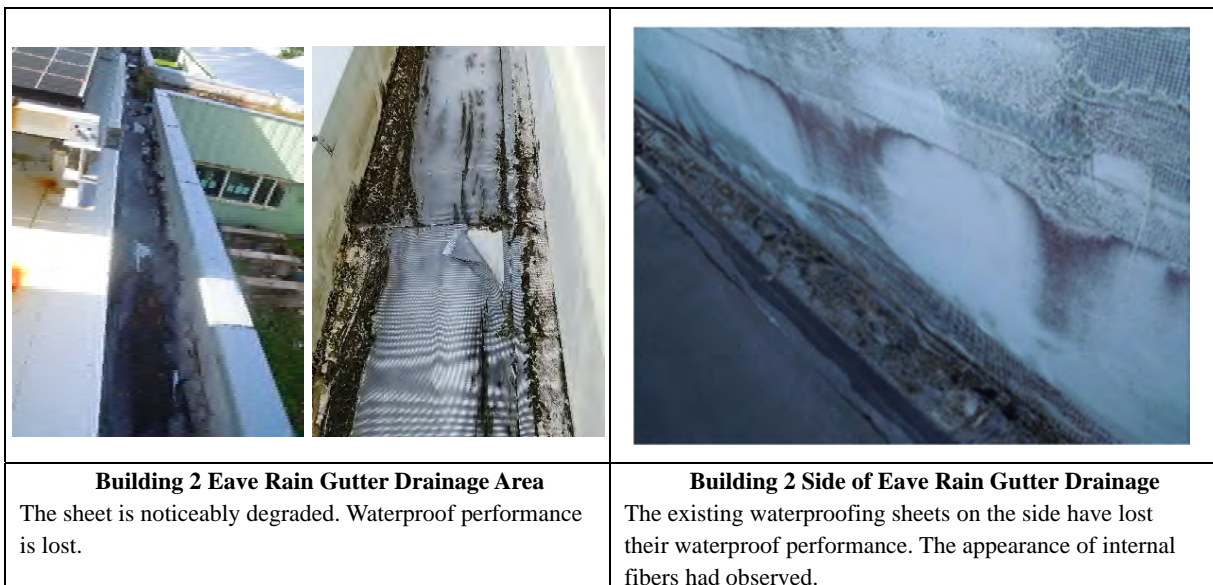 Building 2 Eave Rain Gutter Drainage Area
The sheet is noticeably degraded. Waterproof performance
is lost.
Building 2 Side of Eave Rain Gutter Drainage
The existing waterproofing sheets on the side have lost
their waterproof performance. The appearance of internal
fibers had observed.